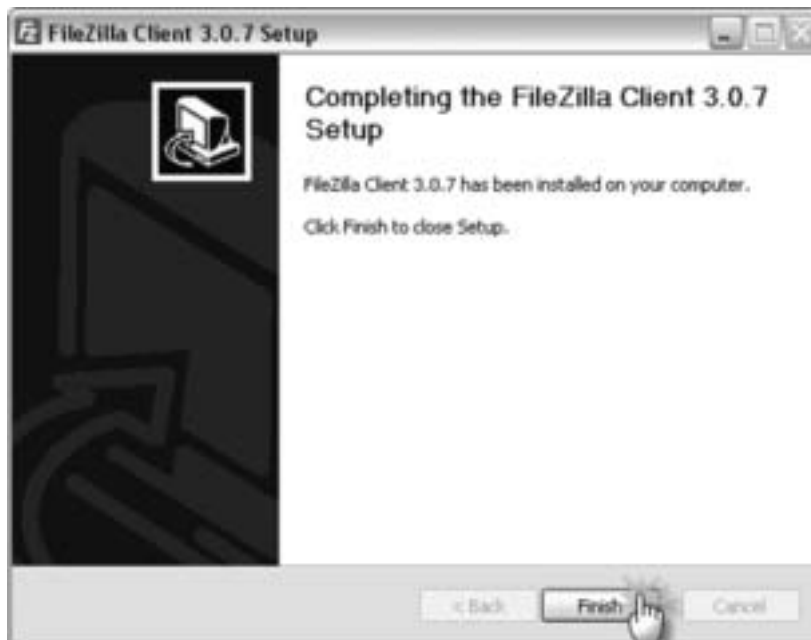 FileZilla Client 3.0.7 Setup
Completing the FileZilla Client 3.0.7
Setup
FileZilla Client 3.0.7 has been installed on your computer.
Click Finish to close Setup.
< Back
Finish
Cancel